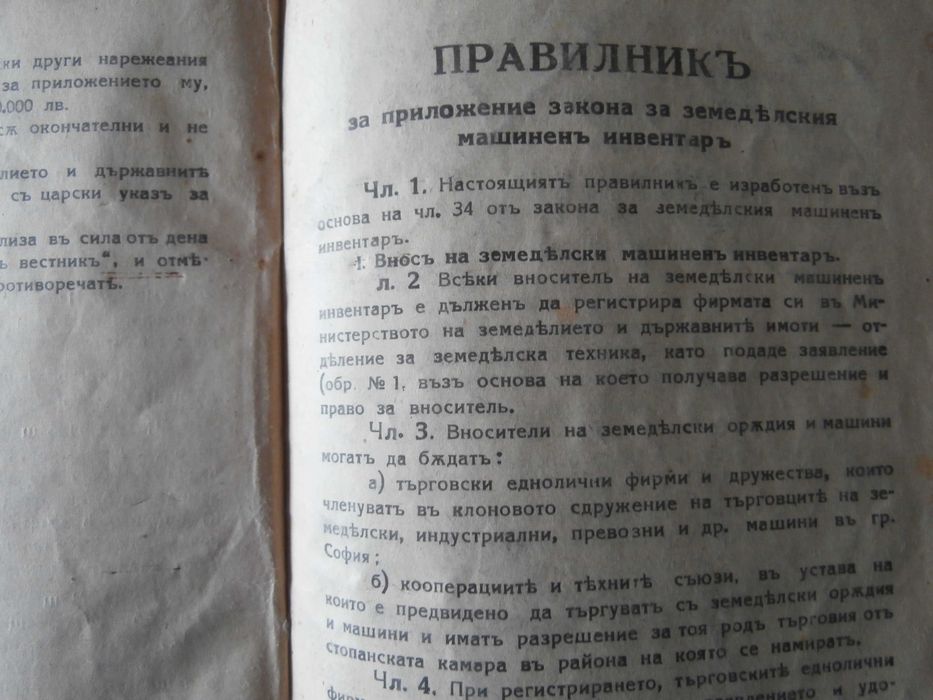 ки други нарежеания
за приложението му,
0.000 лв.
сѫ окончателни и не
лието и държавнитѣ
съ царски указъ за
лиза въ сила отъ дена
ъ вестникъ“, и отмѣ-
ротиворечатѣ.
ПРАВИЛНИКЪ
за приложение закона за земедѣлския
машиненъ инвентаръ
Чл. 1. Настоящиятъ правилникъ е изработенъ възъ
основа на чл. 34 отъ закона за земедѣлския машиненъ
инвентаръ.
1. Вносъ на земедѣлски машиненъ инвентаръ.
л. 2 Всѣки вноситель на земедѣлски машиненъ
инвентаръ е дълженъ да регистрира фирмата си въ Ми-
нистерството на земедѣлието и държавнитѣ имоти — от-
дѣление за земедѣлска техника, като подаде заявление
(обр. № 1, възъ основа на което получава разрешение и
право за вноситель.
Чл. 3. Вносители на земедѣлски орѫдия и машини
могатъ да бѫдатъ:
а) търговски еднолични фирми и дружества, които
членуватъ въ клоновото сдружение на търговцитѣ на зе-
медѣлски, индустриални, превозни и др. машини въ гр.
София;
б) кооперациитѣ и тѣхнитѣ съюзи, въ устава на
които е предвидено да търгуватъ съ земедѣлски орѫдия
и машини и иматъ разрешение за тоя родъ търговия отъ
стопанската камара въ района на която се намиратъ.
Чл. 4. При регистрирането, търговскитѣ еднолични
и удо-